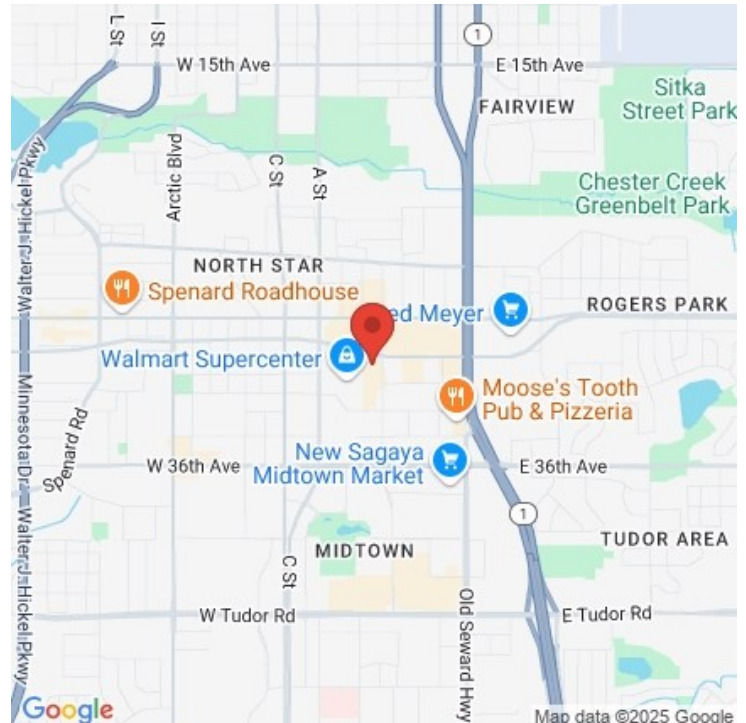 L St
I St
W 15th Ave
1
E 15th Ave
FAIRVIEW
Sitka
Street Park
Arctic Blvd
C St
A St
Chester Creek
Greenbelt Park
Walter J. Hickel Pkwy
NORTH STAR
Spenard Roadhouse
ed Meyer
ROGERS PARK
Walmart Supercenter
Moose's Tooth
Pub & Pizzeria
Minnesota Dr
Spenard Rd
W 36th Ave
New Sagaya
Midtown Market
E 36th Ave
1
MIDTOWN
TUDOR AREA
C St
Walter J. Hickel Pkwy
W Tudor Rd
Old Seward Hwy
E Tudor Rd
Google
Map data ©2025 Google